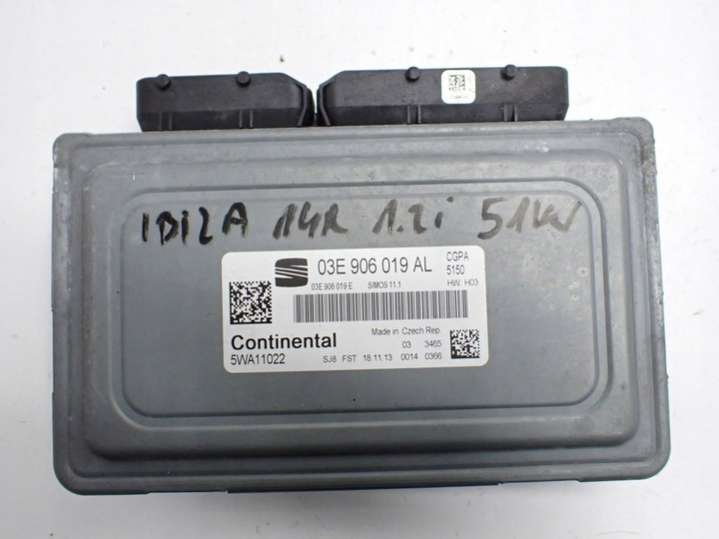 IBIZA 14R 1.2i 51kW
03E 906 019 AL CGPA
5150
03E 906 019 E SIMOS 11.1 HW: H03
Continental Made in Czech Rep.
03 3465
5WA11022 SJ8 FST 18.11.13 0014 0366